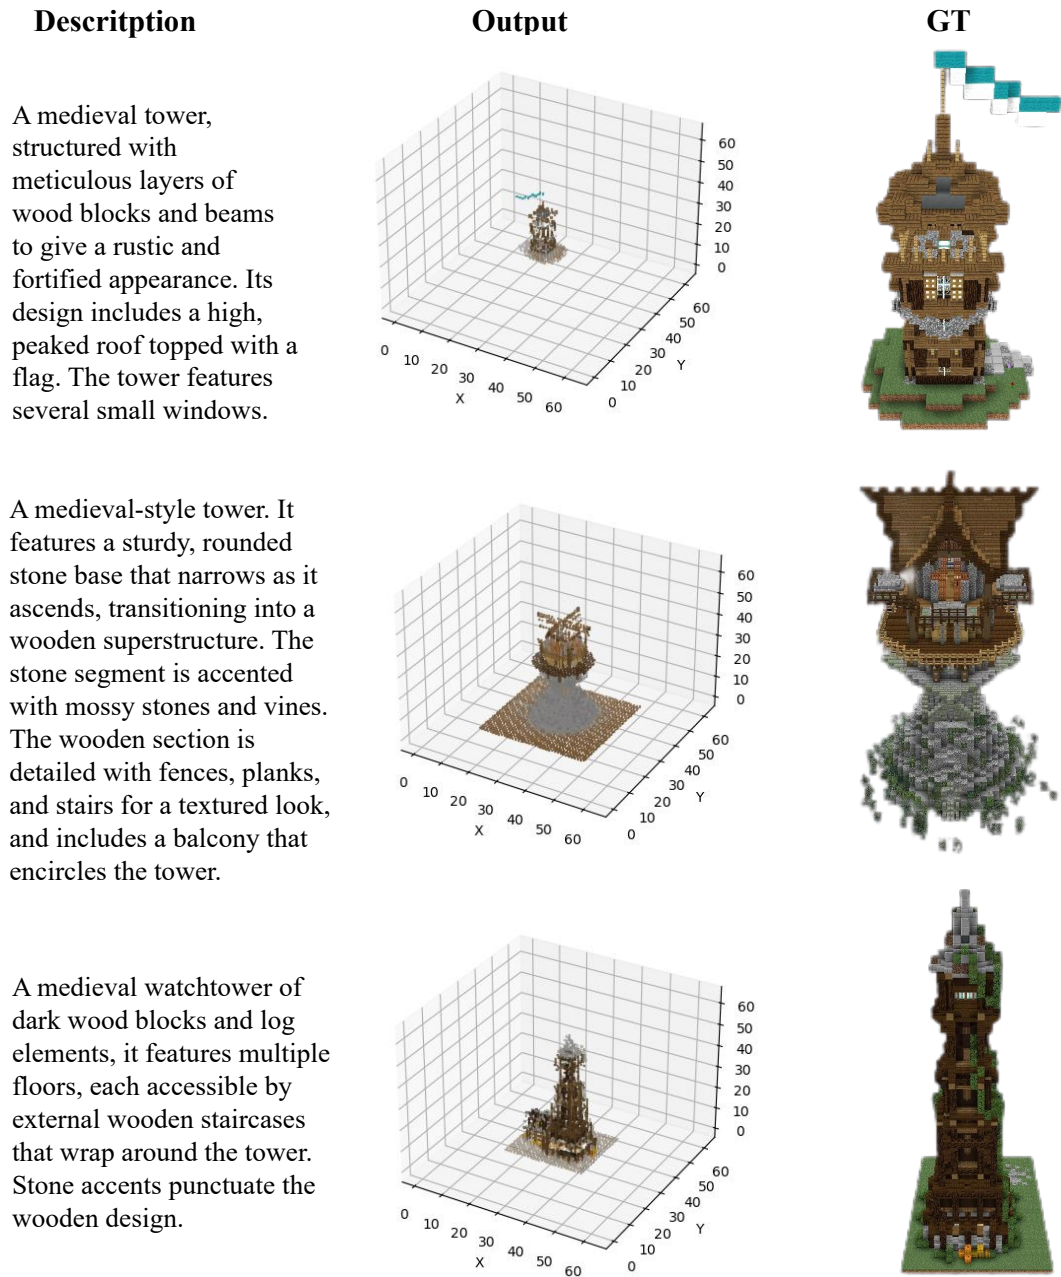 Descritption
Output
GT
A medieval tower,
structured with
meticulous layers of
wood blocks and beams
to give a rustic and
fortified appearance. Its
design includes a high,
peaked roof topped with a
flag. The tower features
several small windows.
60
50
40
30
20
10
0
60
50
40
30
20
10
0
Y
0
10
20
30
40
50
60
X
A medieval-style tower. It
features a sturdy, rounded
stone base that narrows as it
ascends, transitioning into a
wooden superstructure. The
stone segment is accented
with mossy stones and vines.
The wooden section is
detailed with fences, planks,
and stairs for a textured look,
and includes a balcony that
encircles the tower.
60
50
40
30
20
10
0
60
50
40
30
20
10
0
Y
0
10
20
30
40
50
60
X
A medieval watchtower of
dark wood blocks and log
elements, it features multiple
floors, each accessible by
external wooden staircases
that wrap around the tower.
Stone accents punctuate the
wooden design.
60
50
40
30
20
10
0
60
50
40
30
20
10
0
Y
0
10
20
30
40
50
60
X